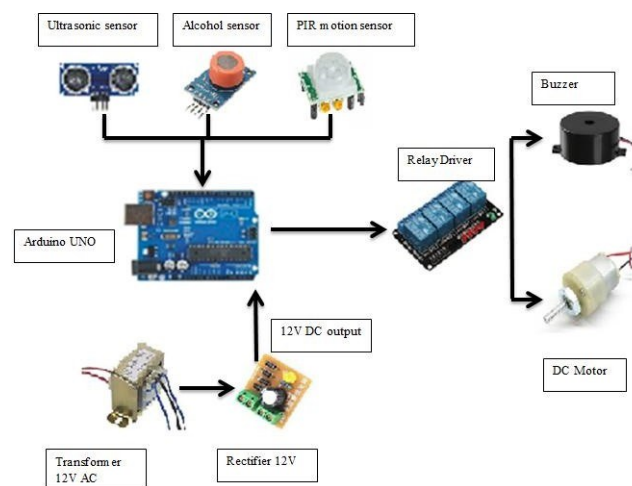 Ultrasonic sensor
Alcohol sensor
PIR motion sensor
Buzzer
Relay Driver
Arduino UNO
12V DC output
DC Motor
Transformer
12V AC
Rectifier 12V